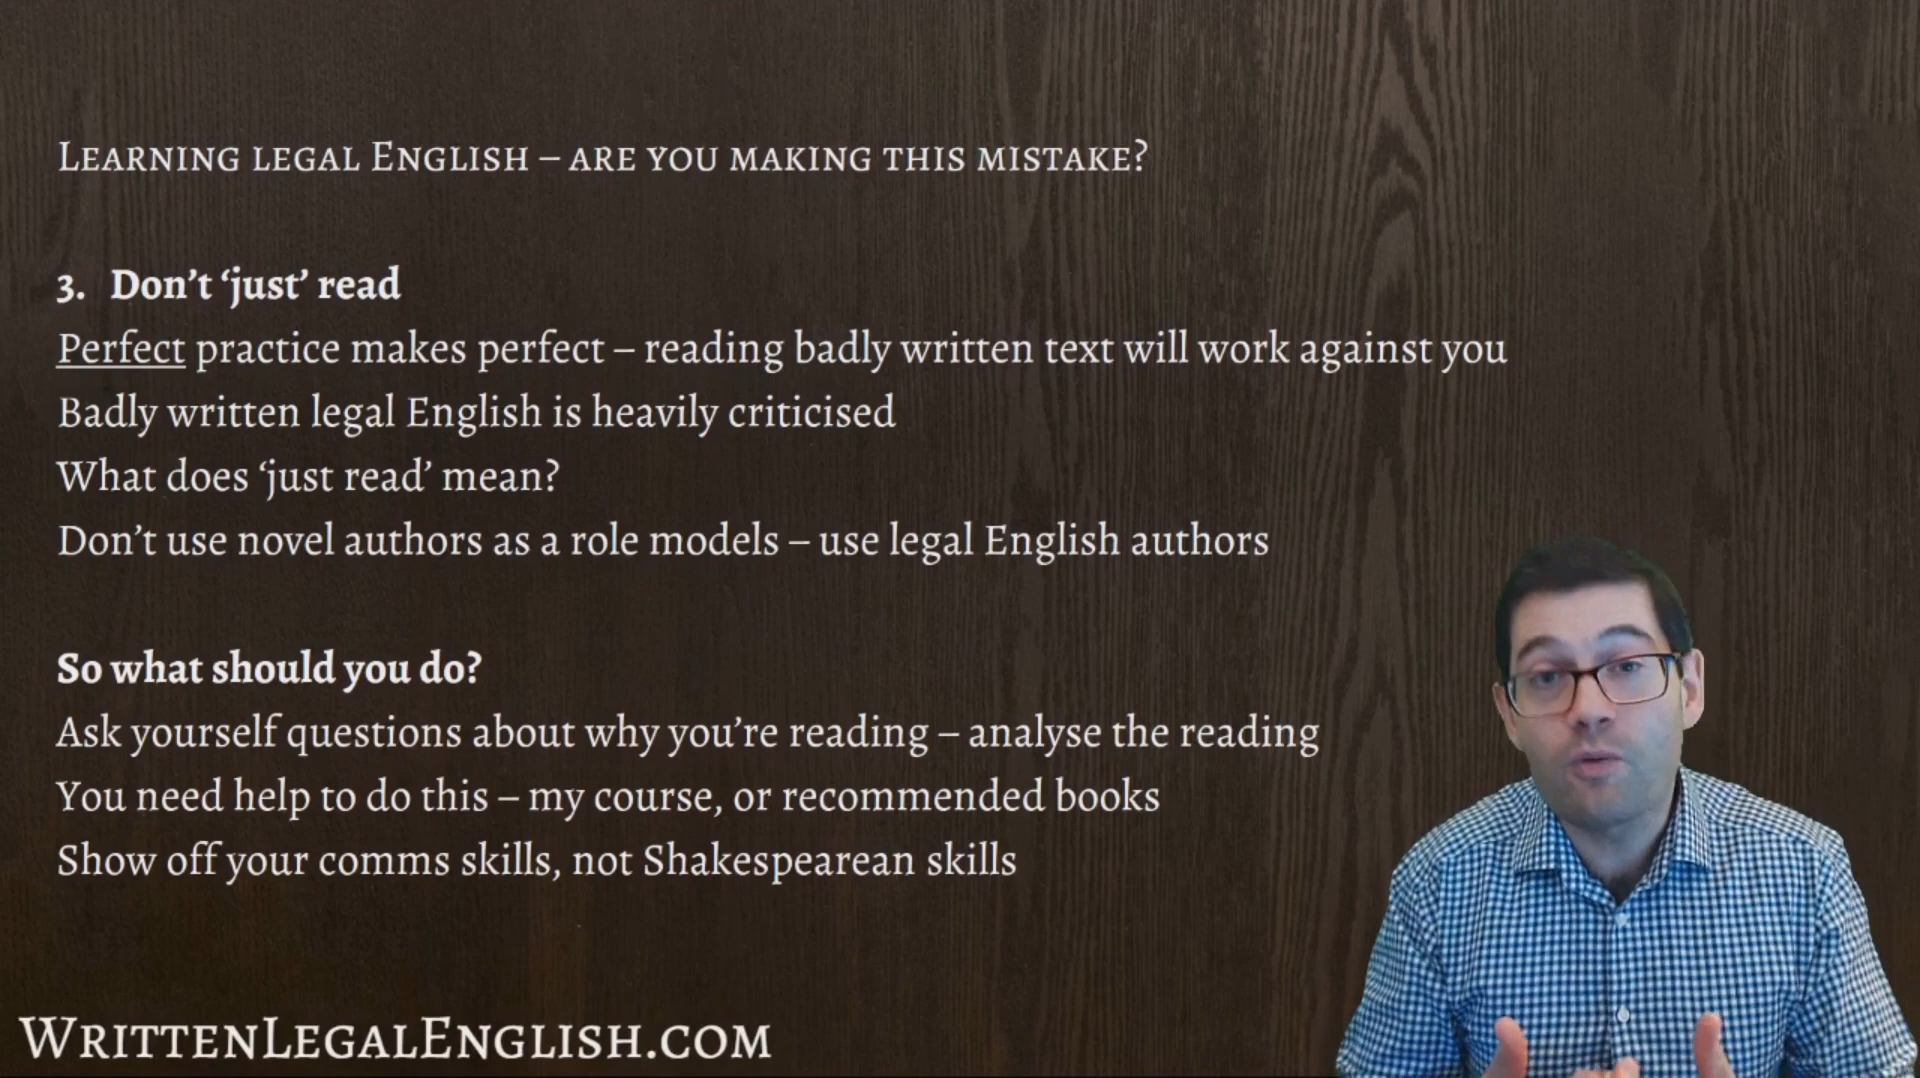 Learning legal English – are you making this mistake?
3. Don’t ‘just’ read
Perfect practice makes perfect – reading badly written text will work against you
Badly written legal English is heavily criticised
What does ‘just read’ mean?
Don’t use novel authors as a role models – use legal English authors
So what should you do?
Ask yourself questions about why you’re reading – analyse the reading
You need help to do this – my course, or recommended books
Show off your comms skills, not Shakespearean skills
WrittenLegalEnglish.com